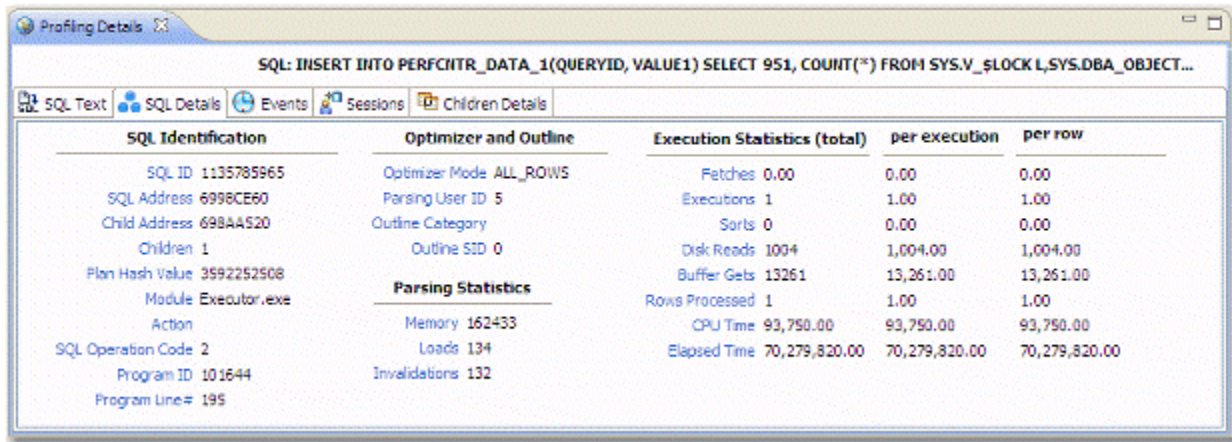 Profiling Details
SQL: INSERT INTO PERFCNTR_DATA_1(QUERYID, VALUE1) SELECT 951, COUNT(*) FROM SYS.V_$LOCK L,SYS.DBA_OBJECT...
SQL Text SQL Details Events Sessions Children Details
SQL Identification
SQL ID 1135785965
SQL Address 6998CE60
Child Address 698AA520
Children 1
Plan Hash Value 3592252508
Module Executor.exe
Action
SQL Operation Code 2
Program ID 101644
Program Line# 195
Optimizer and Outline
Optimizer Mode ALL_ROWS
Parsing User ID 5
Outline Category
Outline SID 0
Parsing Statistics
Memory 162433
Loads 134
Invalidations 132
Execution Statistics (total) per execution per row
Fetches 0.00 0.00 0.00
Executions 1 1.00 1.00
Sorts 0 0.00 0.00
Disk Reads 1004 1,004.00 1,004.00
Buffer Gets 13261 13,261.00 13,261.00
Rows Processed 1 1.00 1.00
CPU Time 93,750.00 93,750.00 93,750.00
Elapsed Time 70,279,820.00 70,279,820.00 70,279,820.00